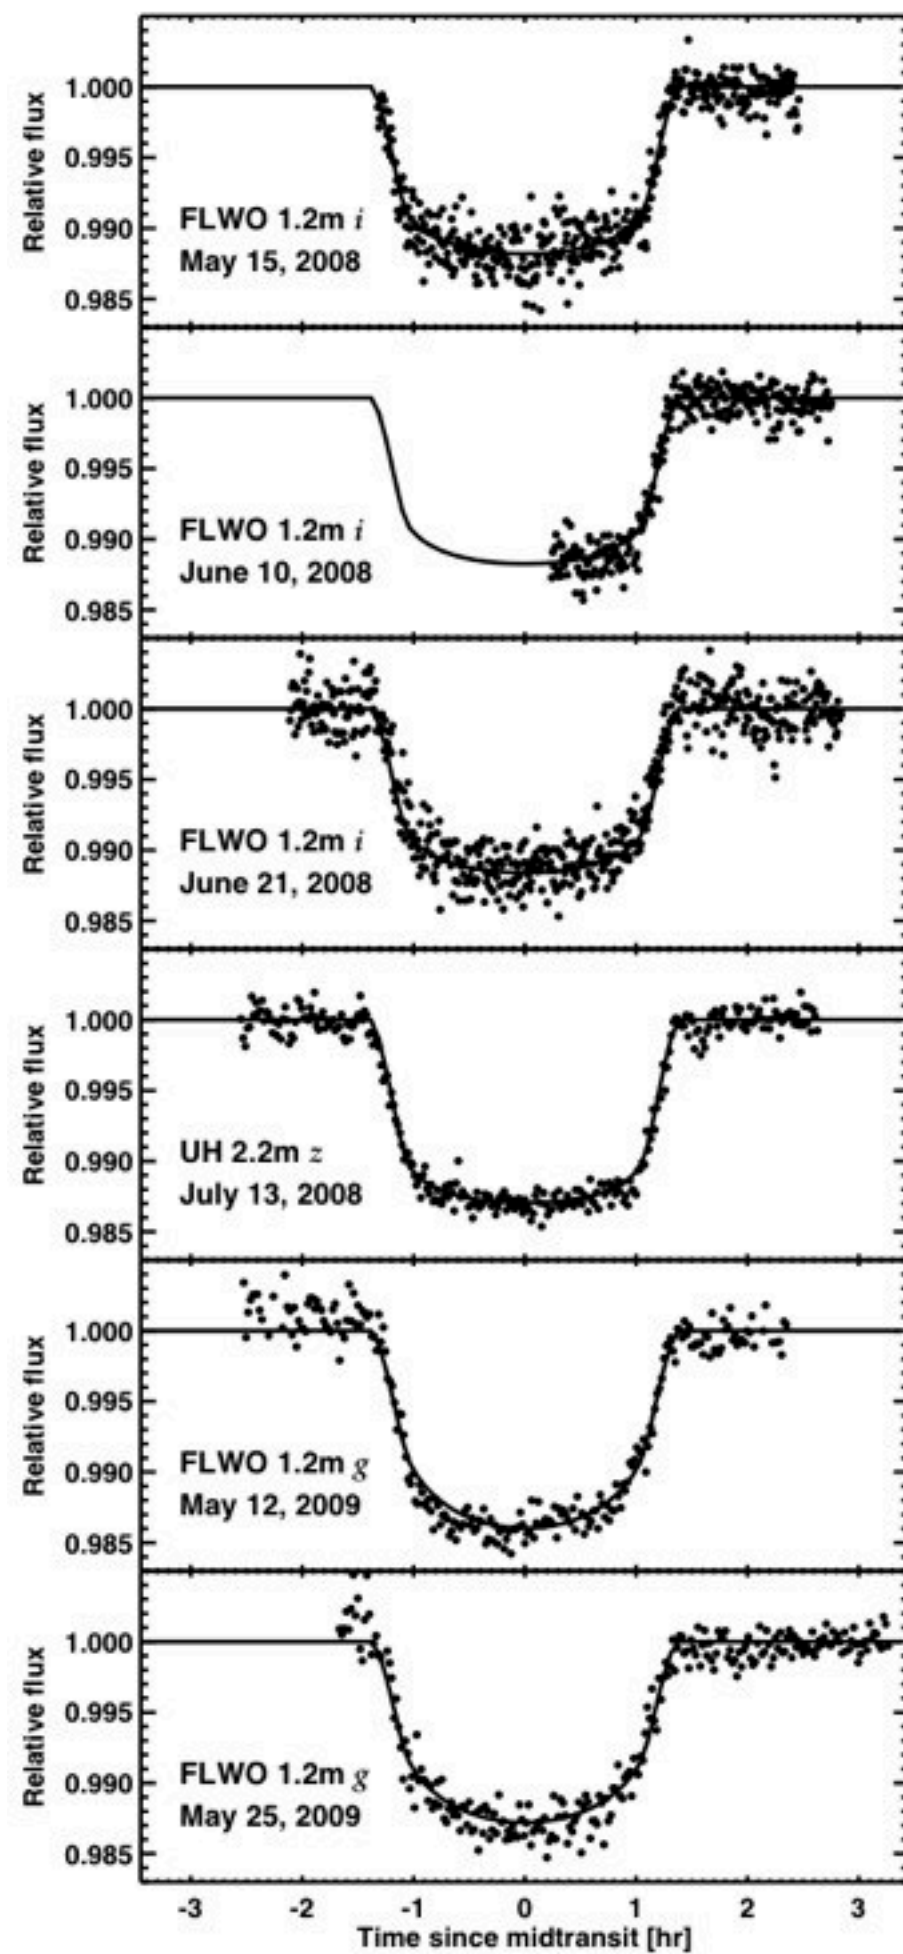 Relative flux
1.000
0.995
0.990
0.985
FLWO 1.2m i
May 15, 2008
Relative flux
1.000
0.995
0.990
0.985
FLWO 1.2m i
June 10, 2008
Relative flux
1.000
0.995
0.990
0.985
FLWO 1.2m i
June 21, 2008
Relative flux
1.000
0.995
0.990
0.985
UH 2.2m z
July 13, 2008
Relative flux
1.000
0.995
0.990
0.985
FLWO 1.2m g
May 12, 2009
Relative flux
1.000
0.995
0.990
0.985
FLWO 1.2m g
May 25, 2009
-3 -2 -1 0 1 2 3
Time since midtransit [hr]